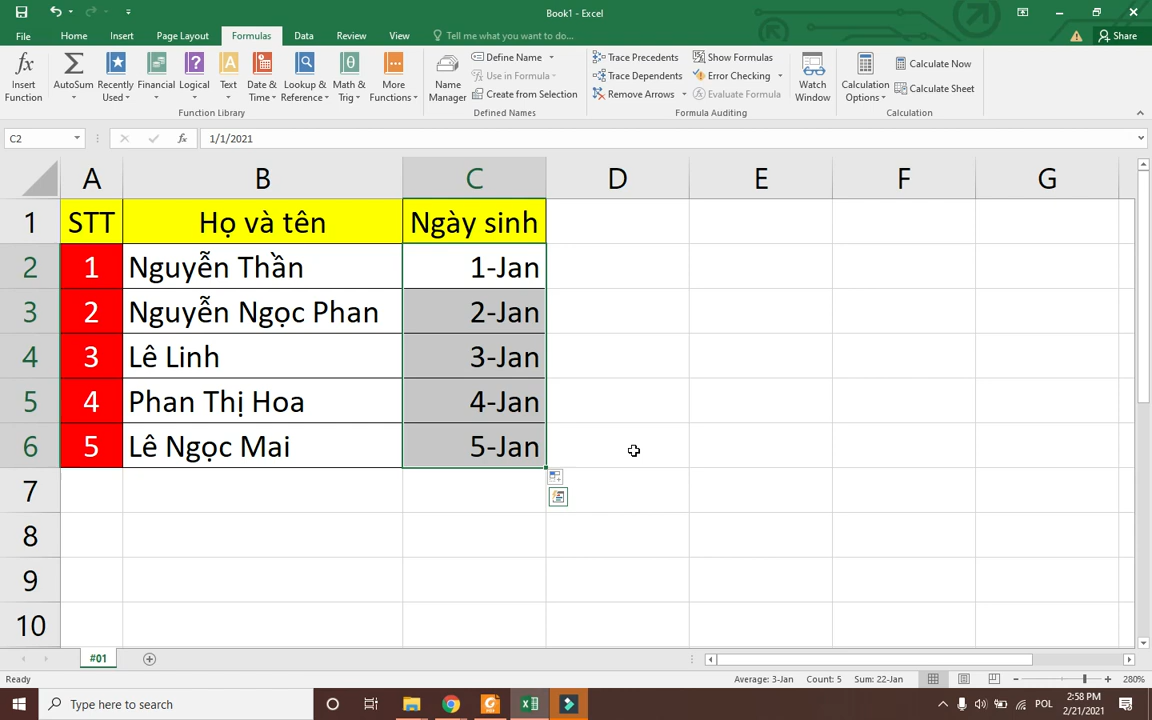 Book1 - Excel
File Home Insert Page Layout Formulas Data Review View Tell me what you want to do... Share
Insert Function
AutoSum
Recently Used
Financial
Logical
Text
Date & Time
Lookup & Reference
Math & Trig
More Functions
Function Library
Name Manager
Define Name
Use in Formula
Create from Selection
Defined Names
Trace Precedents
Trace Dependents
Remove Arrows
Show Formulas
Error Checking
Evaluate Formula
Formula Auditing
Watch Window
Calculation Options
Calculate Now
Calculate Sheet
Calculation
C2 fx 1/1/2021
A B C D E F G
1 STT Họ và tên Ngày sinh
2 1 Nguyễn Thần 1-Jan
3 2 Nguyễn Ngọc Phan 2-Jan
4 3 Lê Linh 3-Jan
5 4 Phan Thị Hoa 4-Jan
6 5 Lê Ngọc Mai 5-Jan
7
8
9
10
#01
Ready Average: 3-Jan Count: 5 Sum: 22-Jan 280%
Type here to search POL 2:58 PM
2/21/2021